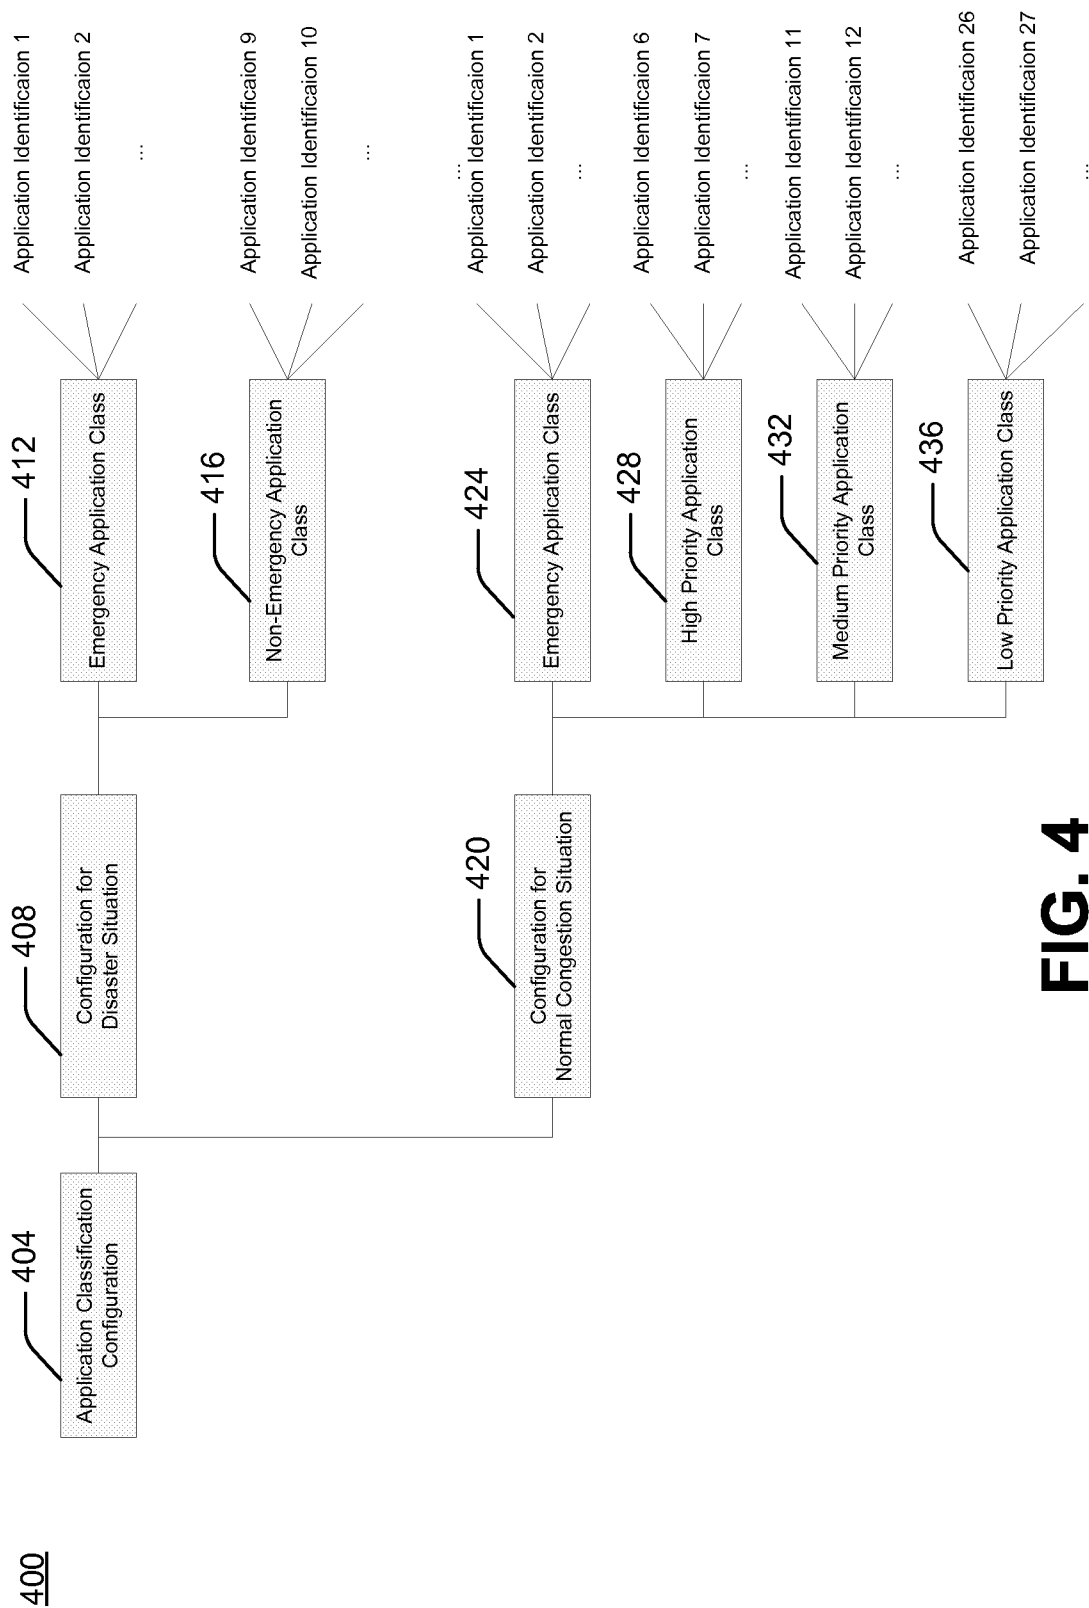 400
404
Application Classification
Configuration
408
Configuration for
Disaster Situation
412
Emergency Application Class
Application Identificaion 1
Application Identificaion 2
...
416
Non-Emergency Application
Class
Application Identificaion 9
Application Identificaion 10
...
420
Configuration for
Normal Congestion Situation
...
424
Emergency Application Class
Application Identificaion 1
Application Identificaion 2
...
428
High Priority Application
Class
Application Identificaion 6
Application Identificaion 7
...
432
Medium Priority Application
Class
Application Identificaion 11
Application Identificaion 12
...
436
Low Priority Application Class
Application Identificaion 26
Application Identificaion 27
...
FIG. 4